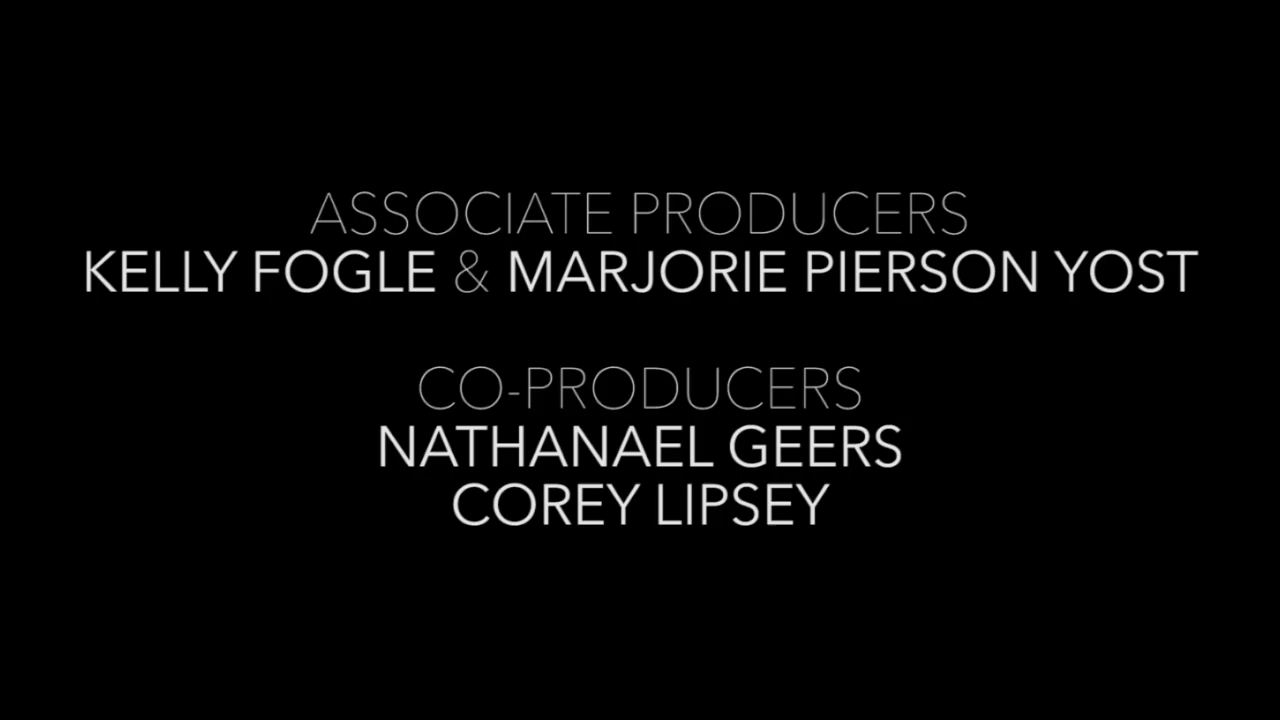 ASSOCIATE PRODUCERS
KELLY FOGLE & MARJORIE PIERSON YOST
CO-PRODUCERS
NATHANAEL GEERS
COREY LIPSEY